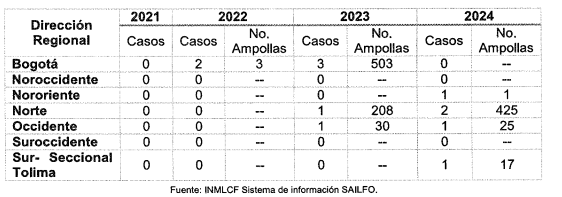 Dirección Regional 2021 2022 2023 2024
Casos Casos No. Ampollas Casos No. Ampollas Casos No. Ampollas
Bogotá 0 2 3 3 503 0 --
Noroccidente 0 0 -- 0 -- 0 --
Nororiente 0 0 -- 0 -- 1 1
Norte 0 0 -- 1 208 2 425
Occidente 0 0 -- 1 30 1 25
Suroccidente 0 0 -- 0 -- 0 --
Sur- Seccional Tolima 0 0 -- 0 -- 1 17
Fuente: INMLCF Sistema de información SAILFO.